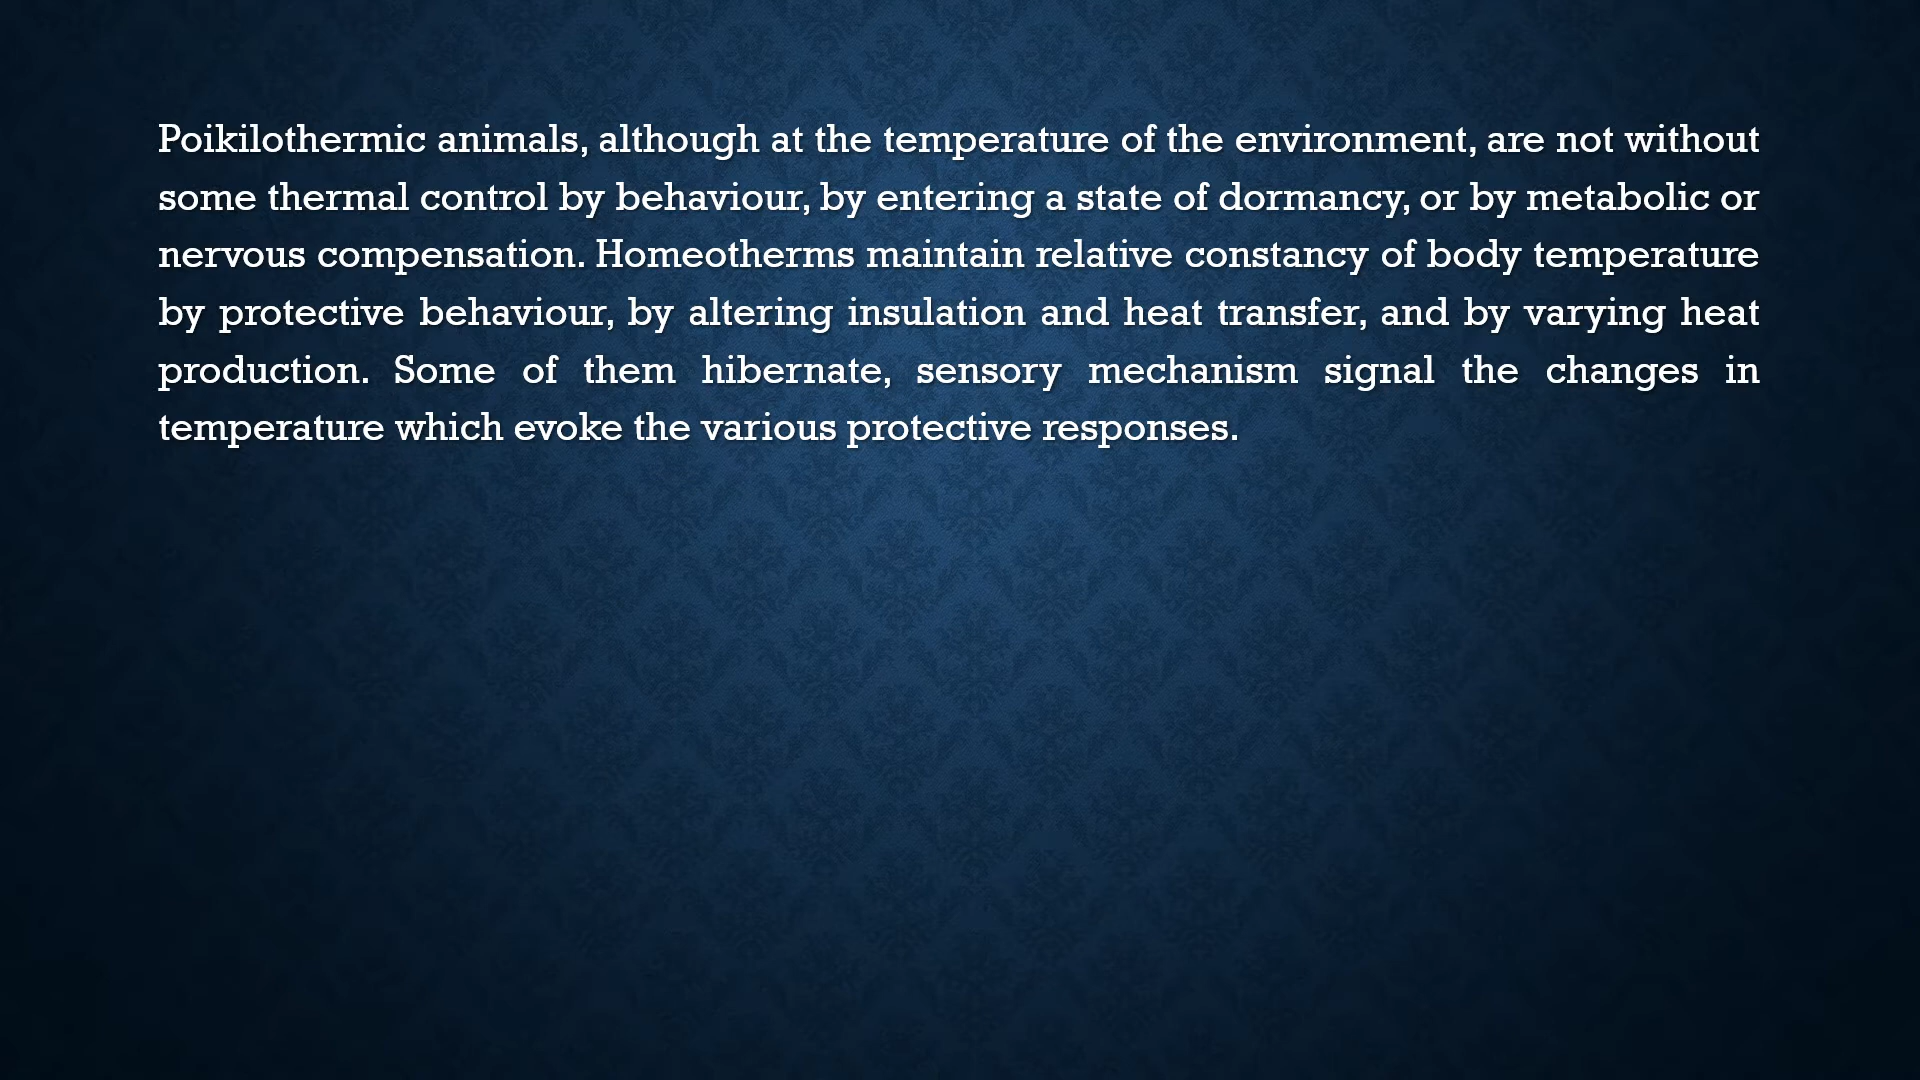 Poikilothermic animals, although at the temperature of the environment, are not without
some thermal control by behaviour, by entering a state of dormancy, or by metabolic or
nervous compensation. Homeotherms maintain relative constancy of body temperature
by protective behaviour, by altering insulation and heat transfer, and by varying heat
production. Some of them hibernate, sensory mechanism signal the changes in
temperature which evoke the various protective responses.